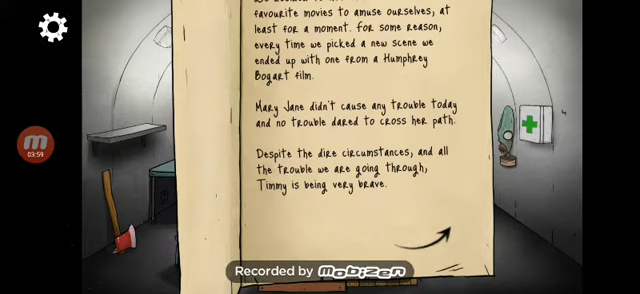 favourite movies to amuse ourselves, at
least for a moment. For some reason,
every time we picked a new scene we
ended up with one from a Humphrey
Bogart film.
Mary Jane didn't cause any trouble today
and no trouble dared to cross her path.
Despite the dire circumstances, and all
the trouble we are going through,
Timmy is being very brave.
03:59
Recorded by mobizen